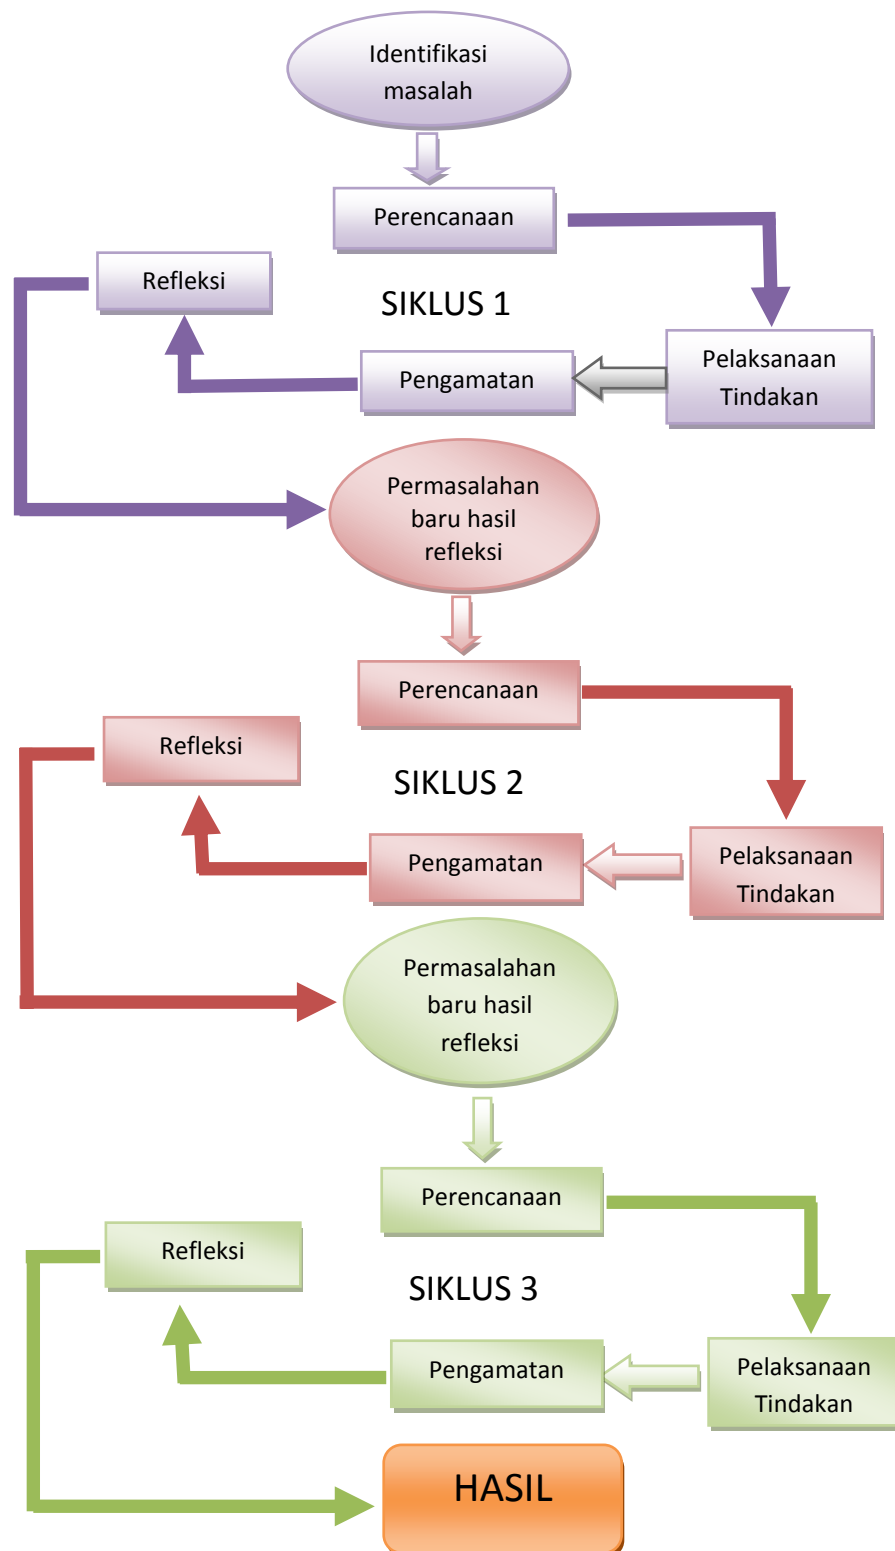 Identifikasi
masalah
Perencanaan
Refleksi
SIKLUS 1
Pelaksanaan
Tindakan
Pengamatan
Permasalahan
baru hasil
refleksi
Perencanaan
Refleksi
SIKLUS 2
Pelaksanaan
Tindakan
Pengamatan
Permasalahan
baru hasil
refleksi
Perencanaan
Refleksi
SIKLUS 3
Pelaksanaan
Tindakan
Pengamatan
HASIL